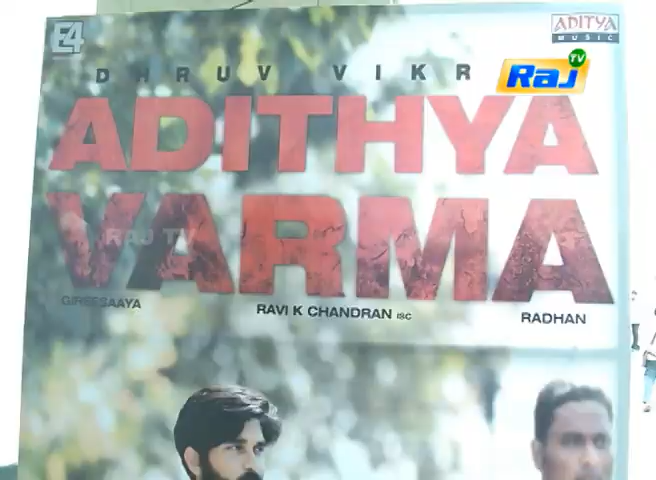 E4
ADITYA
MUSIC
DHRUV VIKR
Raj TV
ADITHYA
VARMA
RAJ TV
GIREESAAYA
RAVI K CHANDRAN ISC
RADHAN